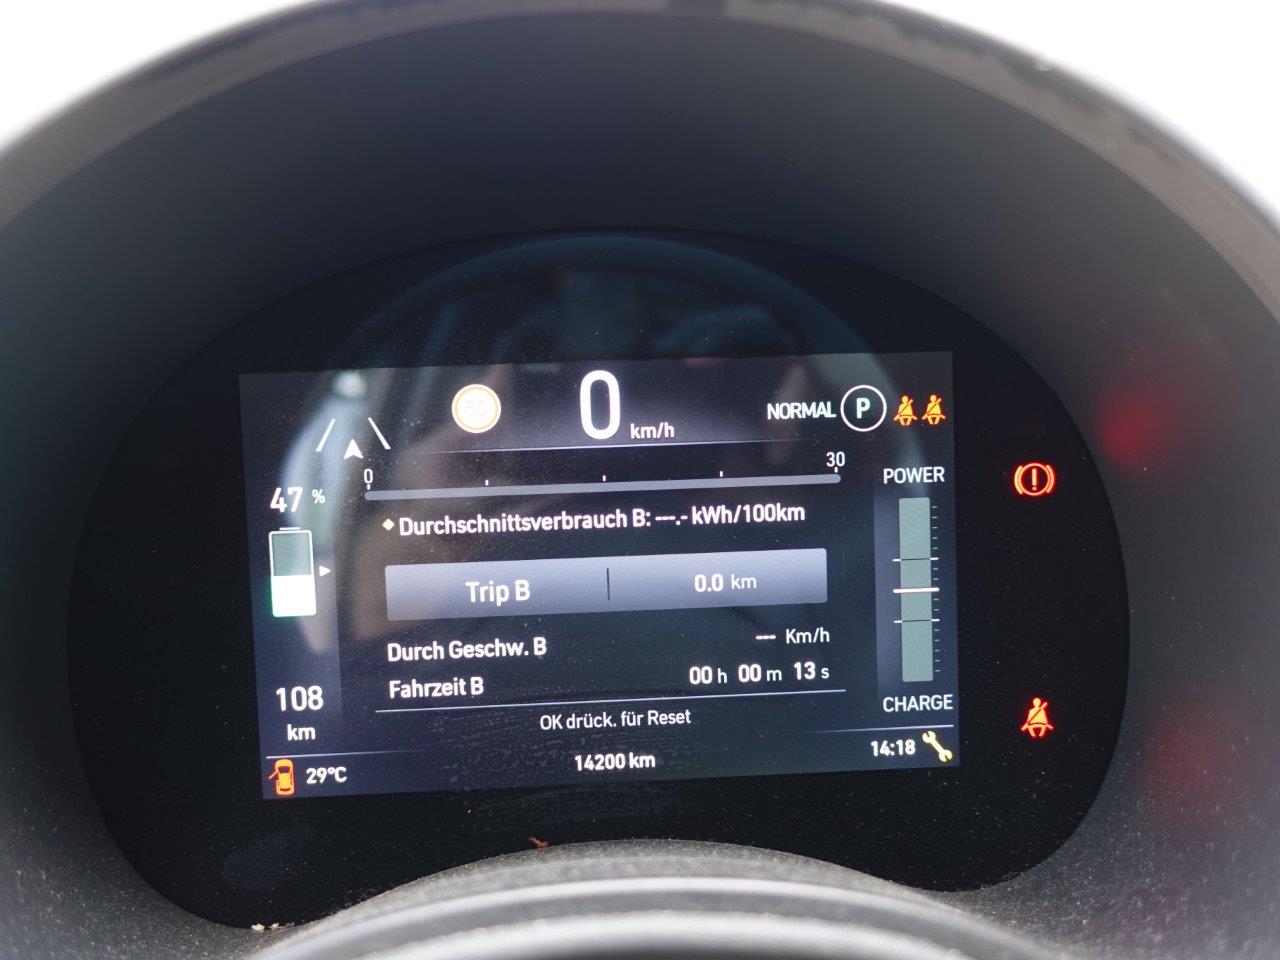 0 km/h
NORMAL P
0 30
47 %
POWER
Durchschnittsverbrauch B: ---.- kWh/100km
Trip B 0.0 km
Durch Geschw. B --- Km/h
Fahrzeit B 00 h 00 m 13 s
108
km
CHARGE
OK drück. für Reset
29°C 14200 km 14:18